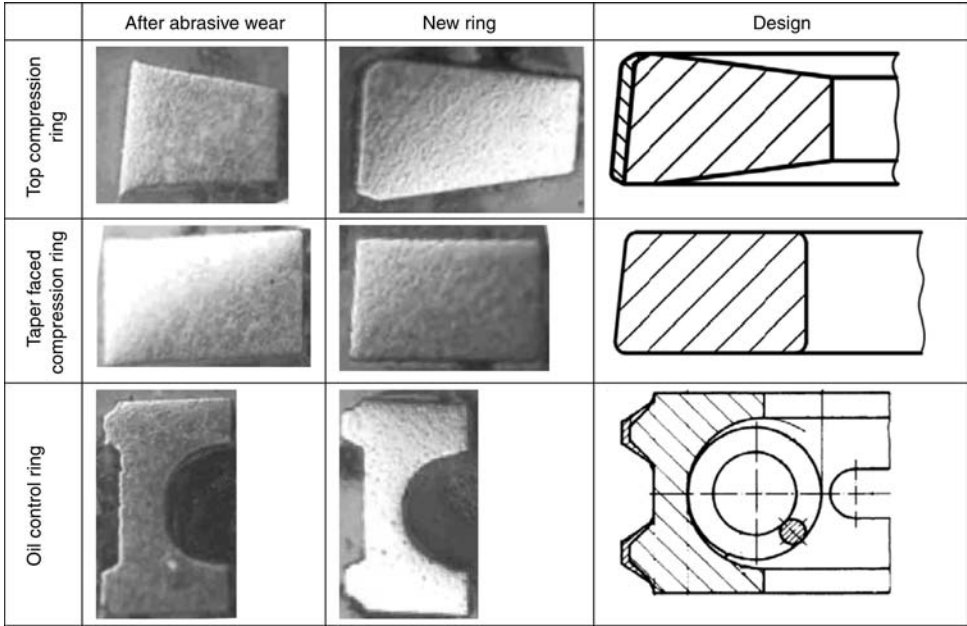 After abrasive wear
New ring
Design
Top compression
ring
Taper faced
compression ring
Oil control ring